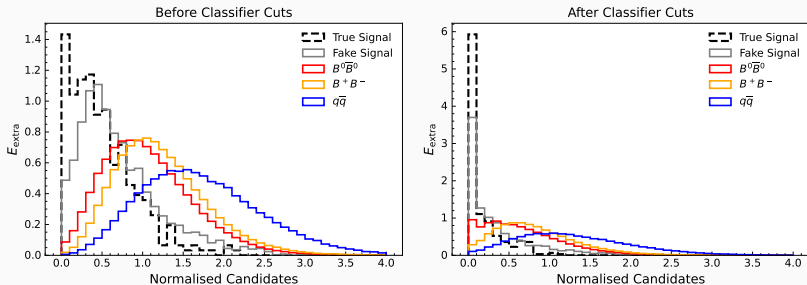 Before Classifier Cuts
E_extra
1.4
1.2
1.0
0.8
0.6
0.4
0.2
0.0
True Signal
Fake Signal
B⁰B̅⁰
B⁺B⁻
qq̅
0.0 0.5 1.0 1.5 2.0 2.5 3.0 3.5 4.0
Normalised Candidates
After Classifier Cuts
E_extra
6
5
4
3
2
1
0
True Signal
Fake Signal
B⁰B̅⁰
B⁺B⁻
qq̅
0.0 0.5 1.0 1.5 2.0 2.5 3.0 3.5 4.0
Normalised Candidates